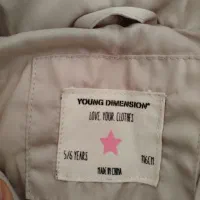 YOUNG DIMENSION®
LOVE YOUR CLOTHES
5/6 YEARS 116CM
MADE IN CHINA